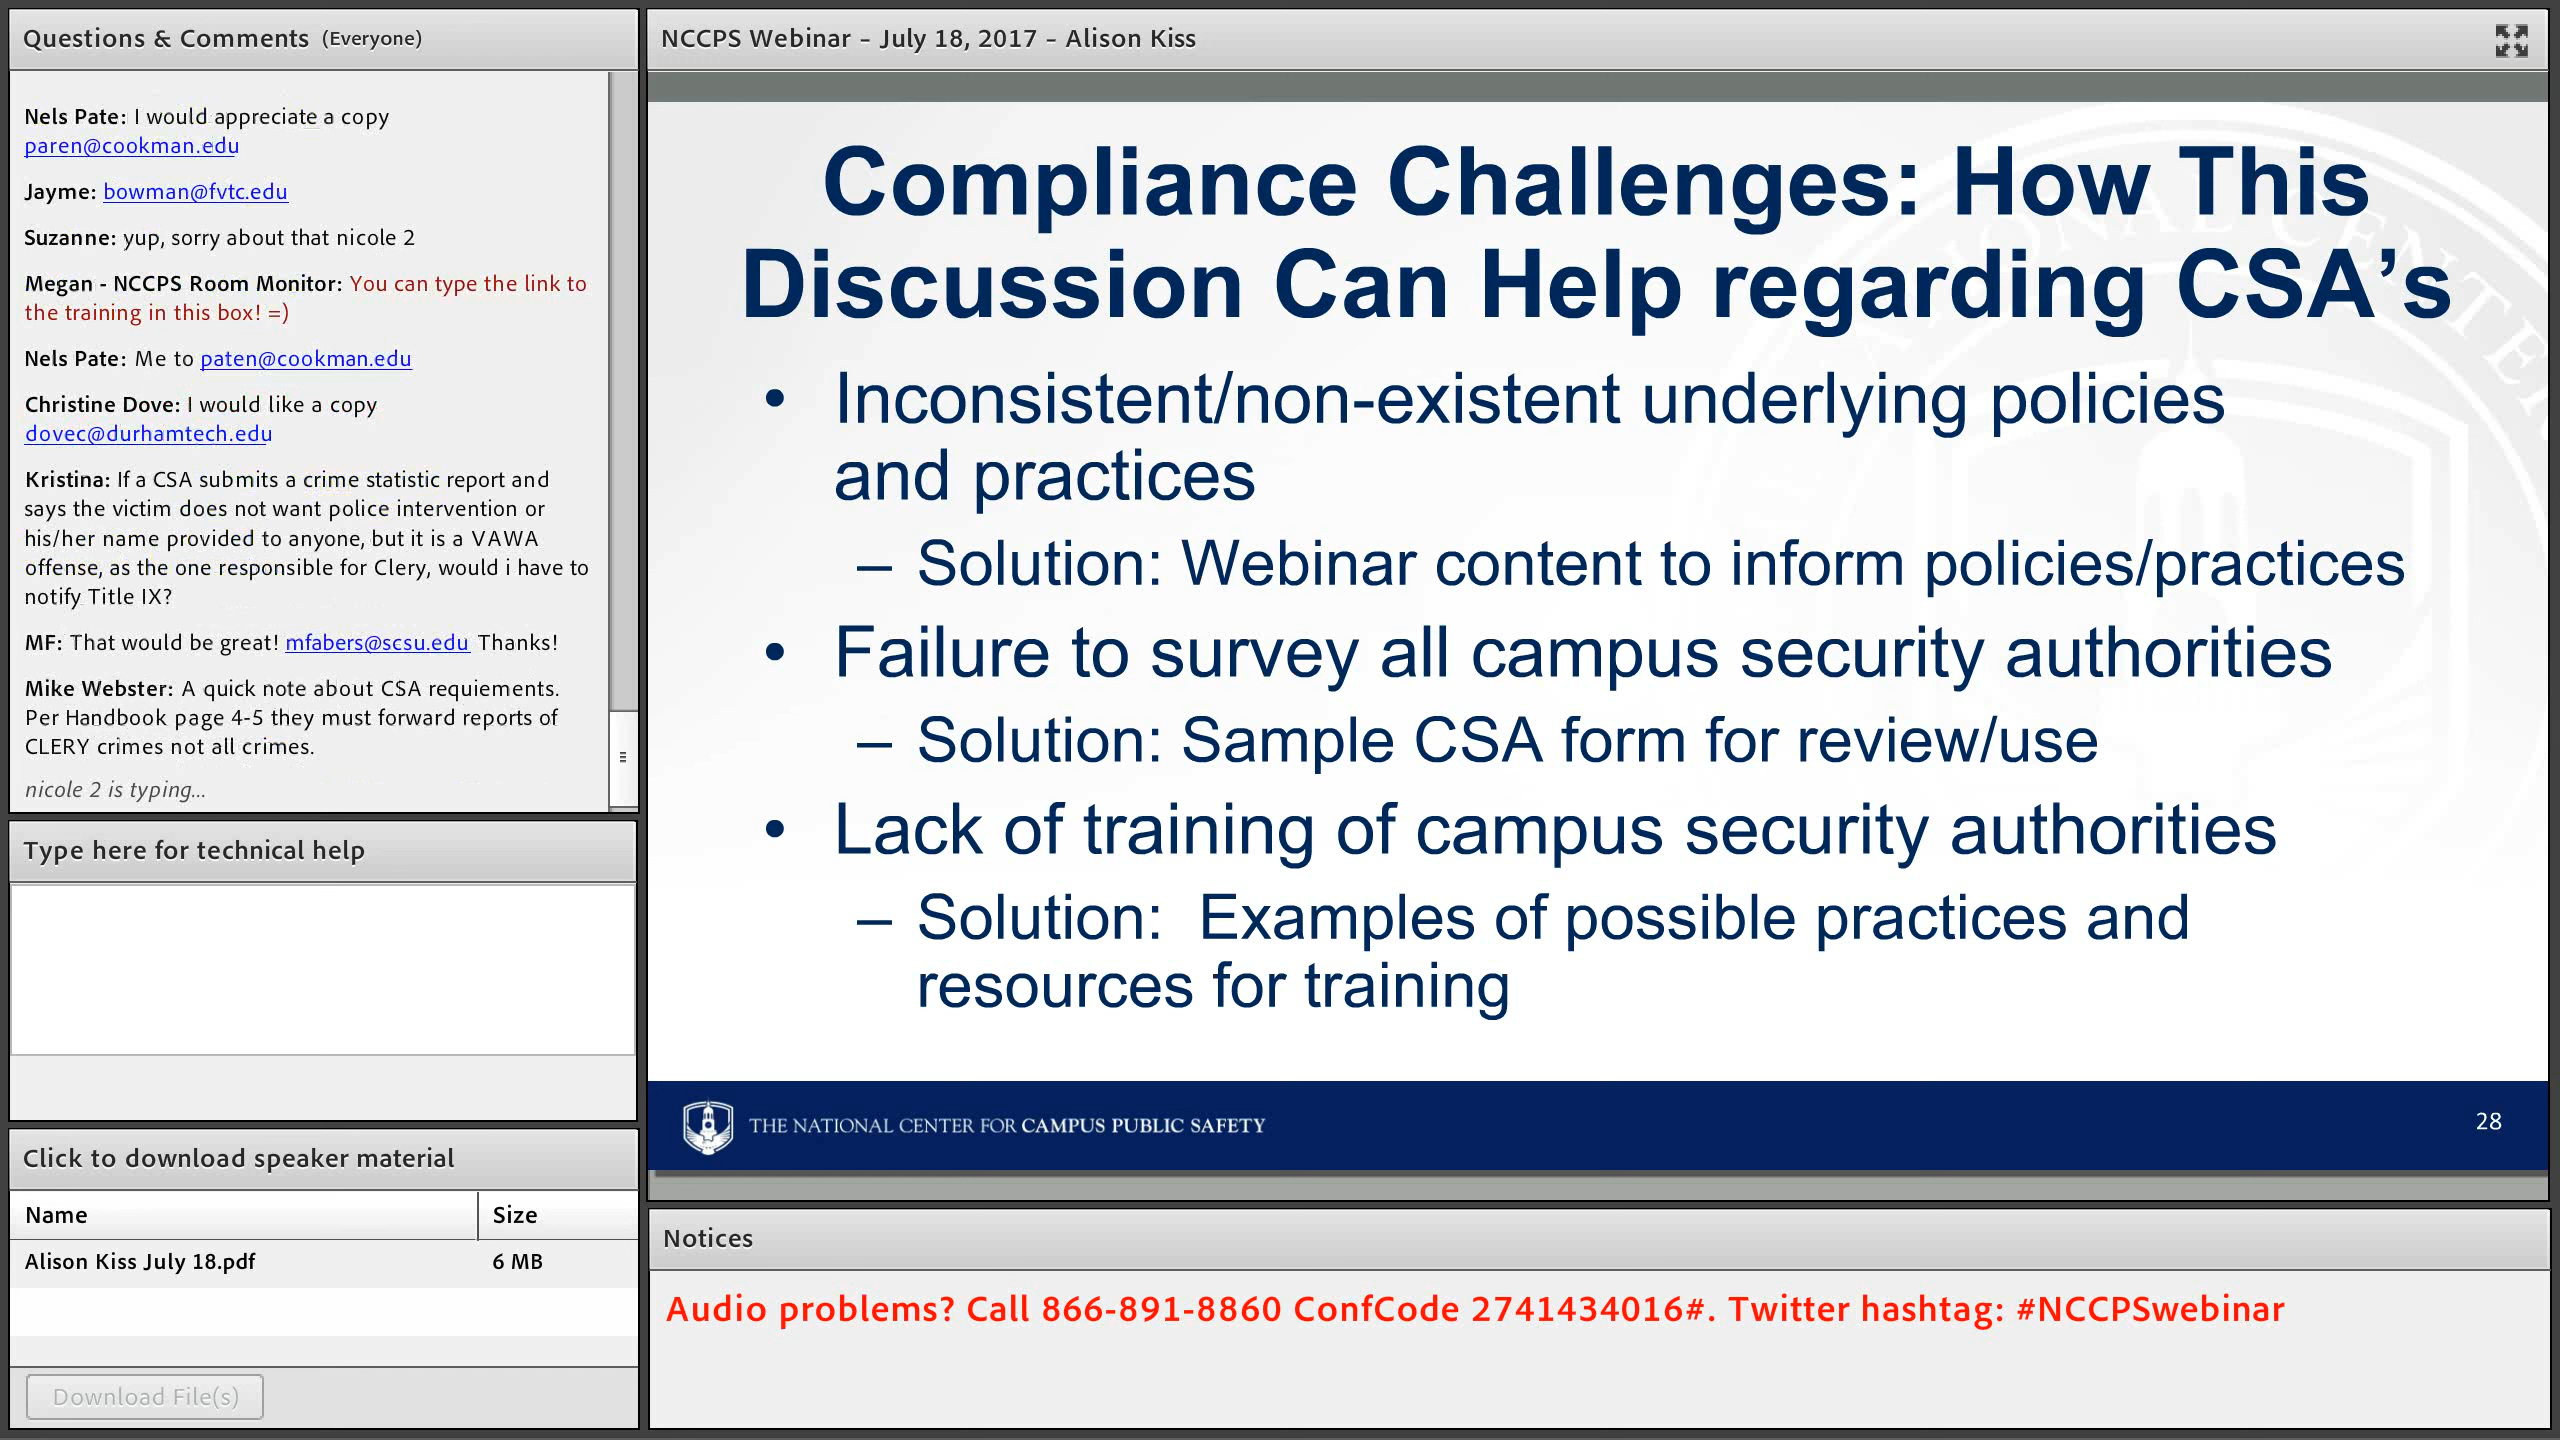 Questions & Comments (Everyone)
Nels Pate: I would appreciate a copy
paren@cookman.edu
Jayme: bowman@fvtc.edu
Suzanne: yup, sorry about that nicole 2
Megan - NCCPS Room Monitor: You can type the link to
the training in this box! =)
Nels Pate: Me to paten@cookman.edu
Christine Dove: I would like a copy
dovec@durhamtech.edu
Kristina: If a CSA submits a crime statistic report and
says the victim does not want police intervention or
his/her name provided to anyone, but it is a VAWA
offense, as the one responsible for Clery, would i have to
notify Title IX?
MF: That would be great! mfabers@scsu.edu Thanks!
Mike Webster: A quick note about CSA requiements.
Per Handbook page 4-5 they must forward reports of
CLERY crimes not all crimes.
nicole 2 is typing...
Type here for technical help
Click to download speaker material
Name Size
Alison Kiss July 18.pdf 6 MB
Download File(s)
NCCPS Webinar – July 18, 2017 – Alison Kiss
Compliance Challenges: How This
Discussion Can Help regarding CSA’s
• Inconsistent/non-existent underlying policies
and practices
– Solution: Webinar content to inform policies/practices
• Failure to survey all campus security authorities
– Solution: Sample CSA form for review/use
• Lack of training of campus security authorities
– Solution: Examples of possible practices and
resources for training
NATIONAL CENTER
THE NATIONAL CENTER FOR CAMPUS PUBLIC SAFETY
28
Notices
Audio problems? Call 866-891-8860 ConfCode 2741434016#. Twitter hashtag: #NCCPSwebinar